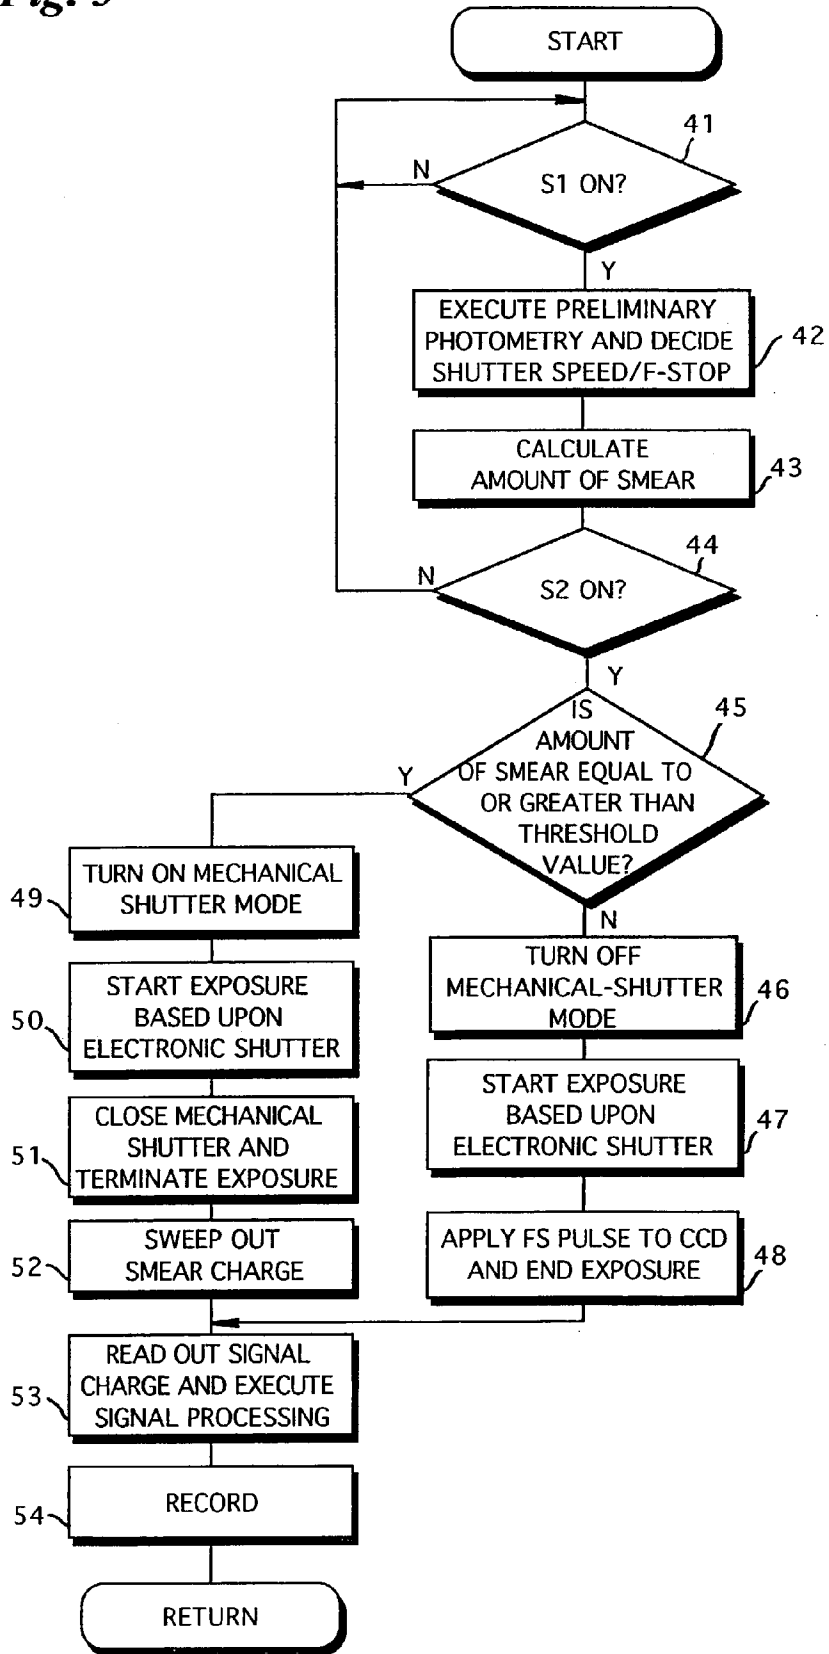 START
41
S1 ON?
N
Y
EXECUTE PRELIMINARY
PHOTOMETRY AND DECIDE
SHUTTER SPEED/F-STOP
42
CALCULATE
AMOUNT OF SMEAR
43
44
S2 ON?
N
Y
IS
AMOUNT
OF SMEAR EQUAL TO
OR GREATER THAN
THRESHOLD
VALUE?
45
Y
N
TURN ON MECHANICAL
SHUTTER MODE
49
START EXPOSURE
BASED UPON
ELECTRONIC SHUTTER
50
CLOSE MECHANICAL
SHUTTER AND
TERMINATE EXPOSURE
51
SWEEP OUT
SMEAR CHARGE
52
TURN OFF
MECHANICAL-SHUTTER
MODE
46
START EXPOSURE
BASED UPON
ELECTRONIC SHUTTER
47
APPLY FS PULSE TO CCD
AND END EXPOSURE
48
READ OUT SIGNAL
CHARGE AND EXECUTE
SIGNAL PROCESSING
53
RECORD
54
RETURN